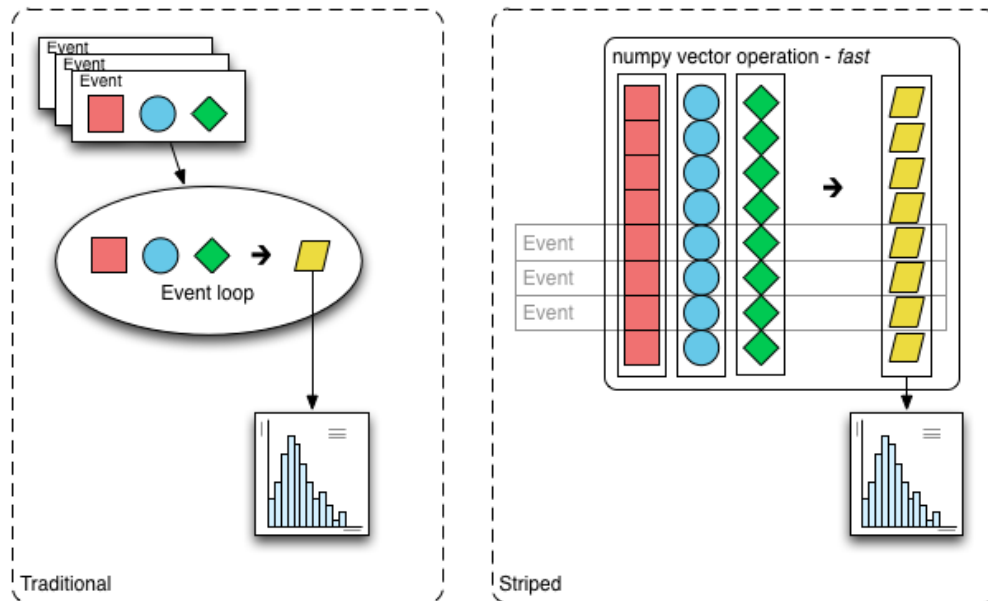 Event
Event
Event
Event loop
Traditional
numpy vector operation - fast
Event
Event
Event
Striped